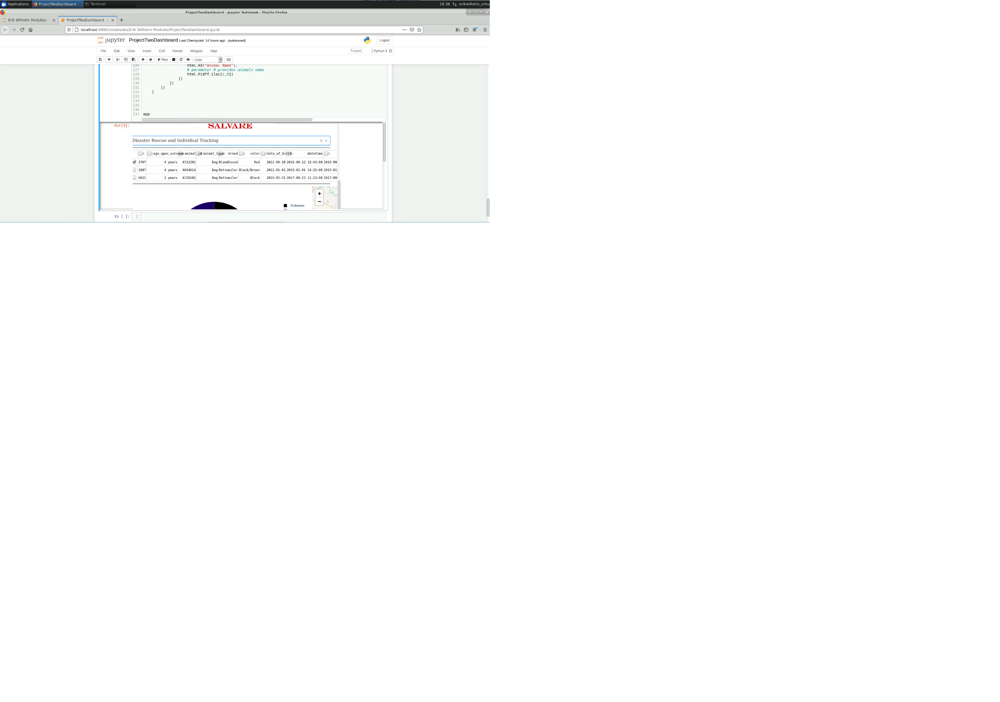 Applications ProjectTwoDashboard - ... Terminal 18:36 erikwilhelm_snhu
ProjectTwoDashboard - Jupyter Notebook - Mozilla Firefox
Erik Wilhelm Modules/ ProjectTwoDashboard - J
localhost:8890/notebooks/Erik Wilhelm Modules/ProjectTwoDashboard.ipynb
jupyter ProjectTwoDashboard Last Checkpoint: 14 hours ago (autosaved) Logout
File Edit View Insert Cell Kernel Widgets Help Trusted Python 3
Run Code
226 html.H3("Animal Name"),
227 # parameter 9 provides animals name
228 html.P(dff.iloc[1,9])
229 ])
230 ])
231 ])
232 ]
233
234
235
236
237 app
Out[4]: SALVARE
Disaster Rescue and Individual Tracking
age_upon_outcome animal_id animal_type breed color date_of_birth datetime
3767 4 years A712291 Dog Bloodhound Red 2011-09-20 2015-09-22 15:43:00 2015-09
2987 4 years A694614 Dog Rottweiler Black/Brown 2011-01-01 2015-01-01 14:25:00 2015-01
6021 2 years A728165 Dog Rottweiler Black 2015-05-31 2017-09-23 11:23:00 2017-09
+
−
Rottweiler
In [ ]: 1